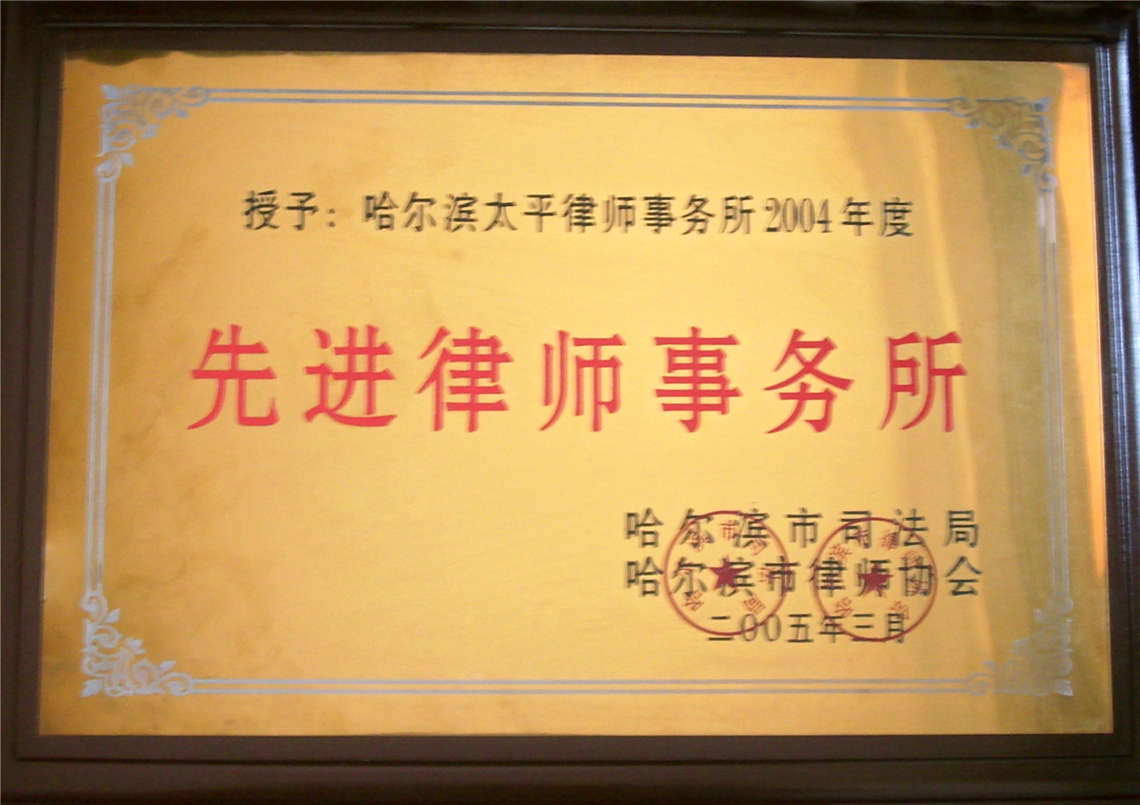 授予：哈尔滨太平律师事务所2004年度
先进律师事务所
哈尔滨市司法局
哈尔滨市律师协会
二00五年三月